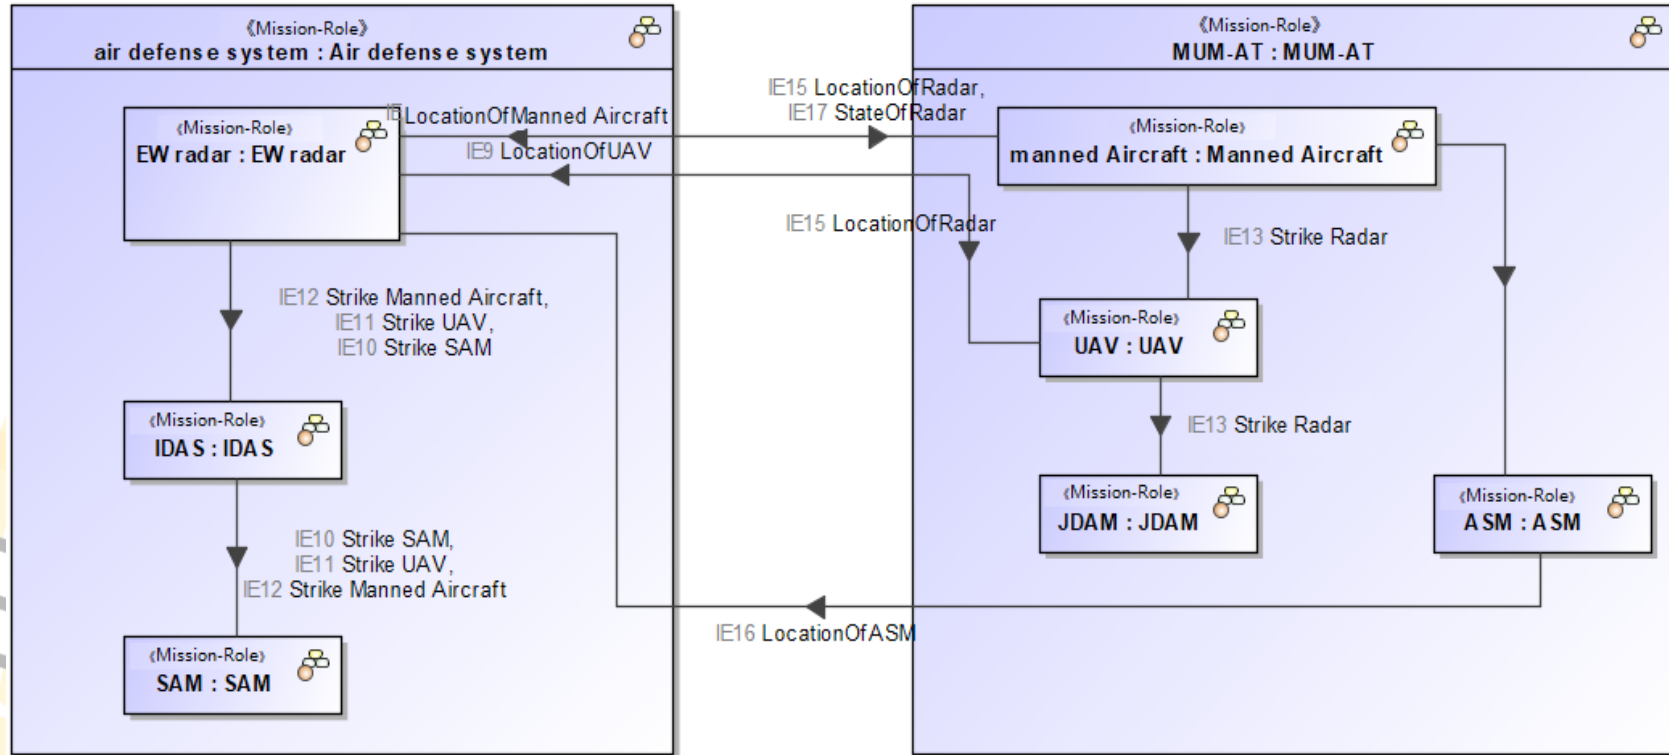 《Mission-Role》
air defense system : Air defense system
《Mission-Role》
EW radar : EW radar
IE12 Strike Manned Aircraft,
IE11 Strike UAV,
IE10 Strike SAM
《Mission-Role》
IDAS : IDAS
IE10 Strike SAM,
IE11 Strike UAV,
IE12 Strike Manned Aircraft
《Mission-Role》
SAM : SAM
IE LocationOfManned Aircraft
IE9 LocationOfUAV
IE15 LocationOfRadar,
IE17 StateOfRadar
IE15 LocationOfRadar
IE16 LocationOfASM
《Mission-Role》
MUM-AT : MUM-AT
《Mission-Role》
manned Aircraft : Manned Aircraft
IE13 Strike Radar
《Mission-Role》
UAV : UAV
IE13 Strike Radar
《Mission-Role》
JDAM : JDAM
《Mission-Role》
ASM : ASM